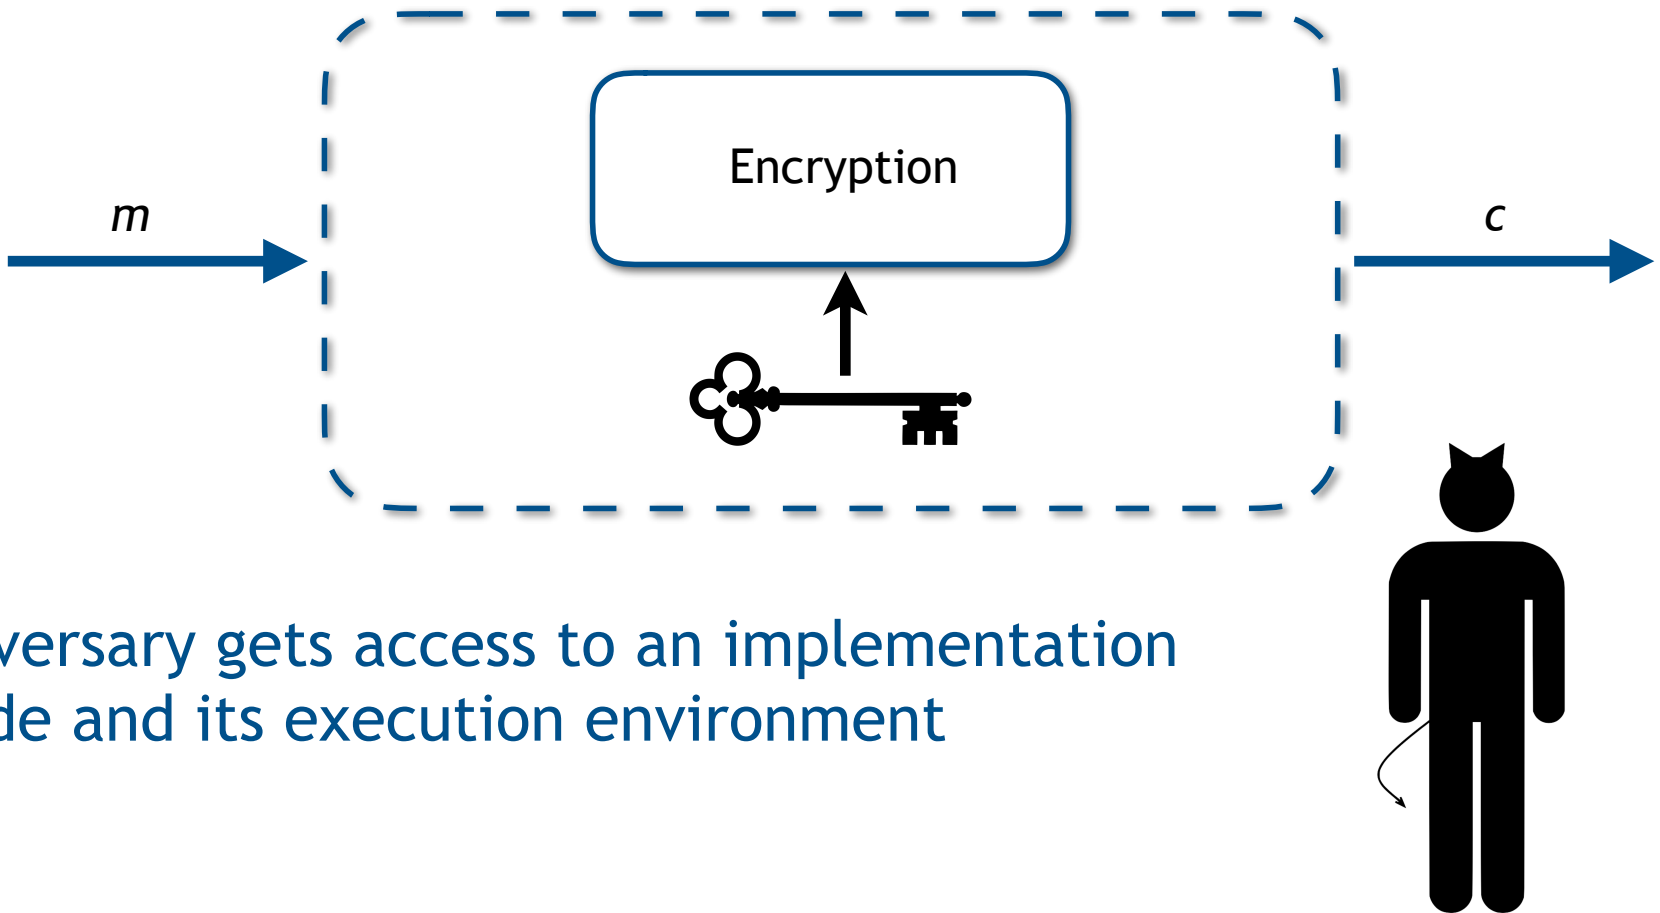 m
Encryption
c
versary gets access to an implementation
de and its execution environment